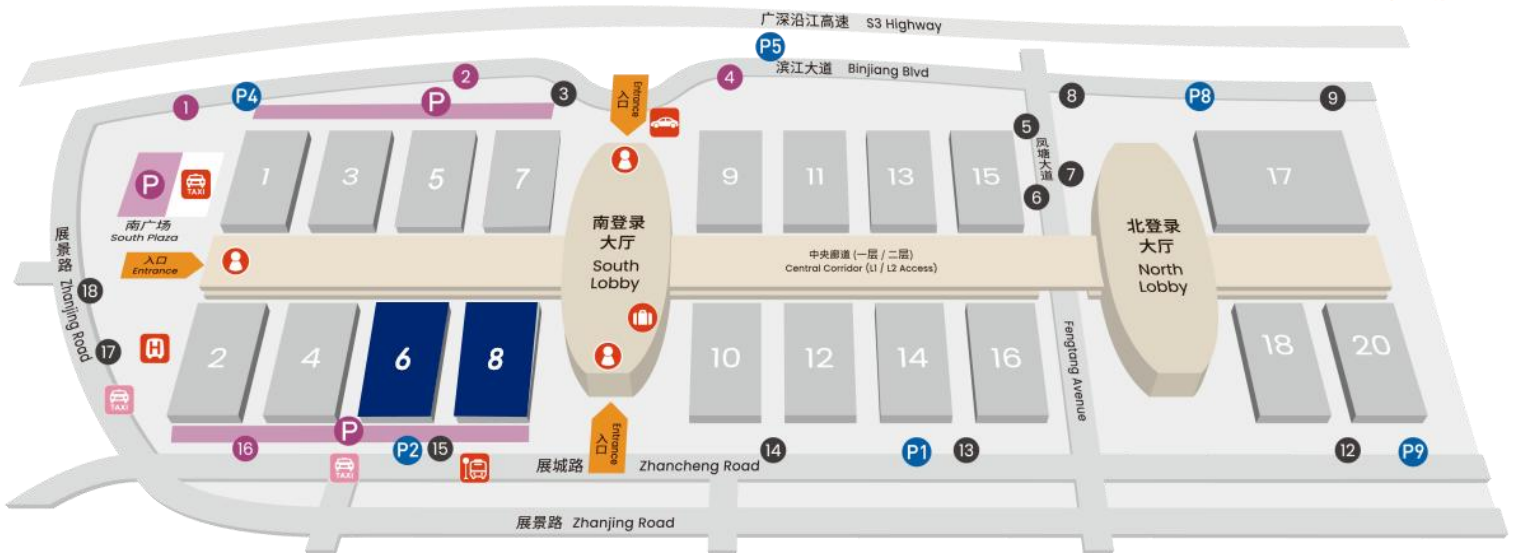 广深沿江高速 S3 Highway
P5
滨江大道 Binjiang Blvd
2
4
P4
1
P
3
Entrance
入口
8
P8
9
5
凤塘大道
7
6
1
3
5
7
9
11
13
15
17
P
TAXI
南广场
South Plaza
入口
Entrance
南登录
大厅
South
Lobby
中央廊道 (一层 / 二层)
Central Corridor (L1 / L2 Access)
北登录
大厅
North
Lobby
展景路 Zhanjing Road
18
17
TAXI
2
4
6
8
10
12
14
16
18
20
Fengtang Avenue
16
P
P2
15
TAXI
Entrance
入口
14
P1
13
12
P9
展城路 Zhancheng Road
展景路 Zhanjing Road